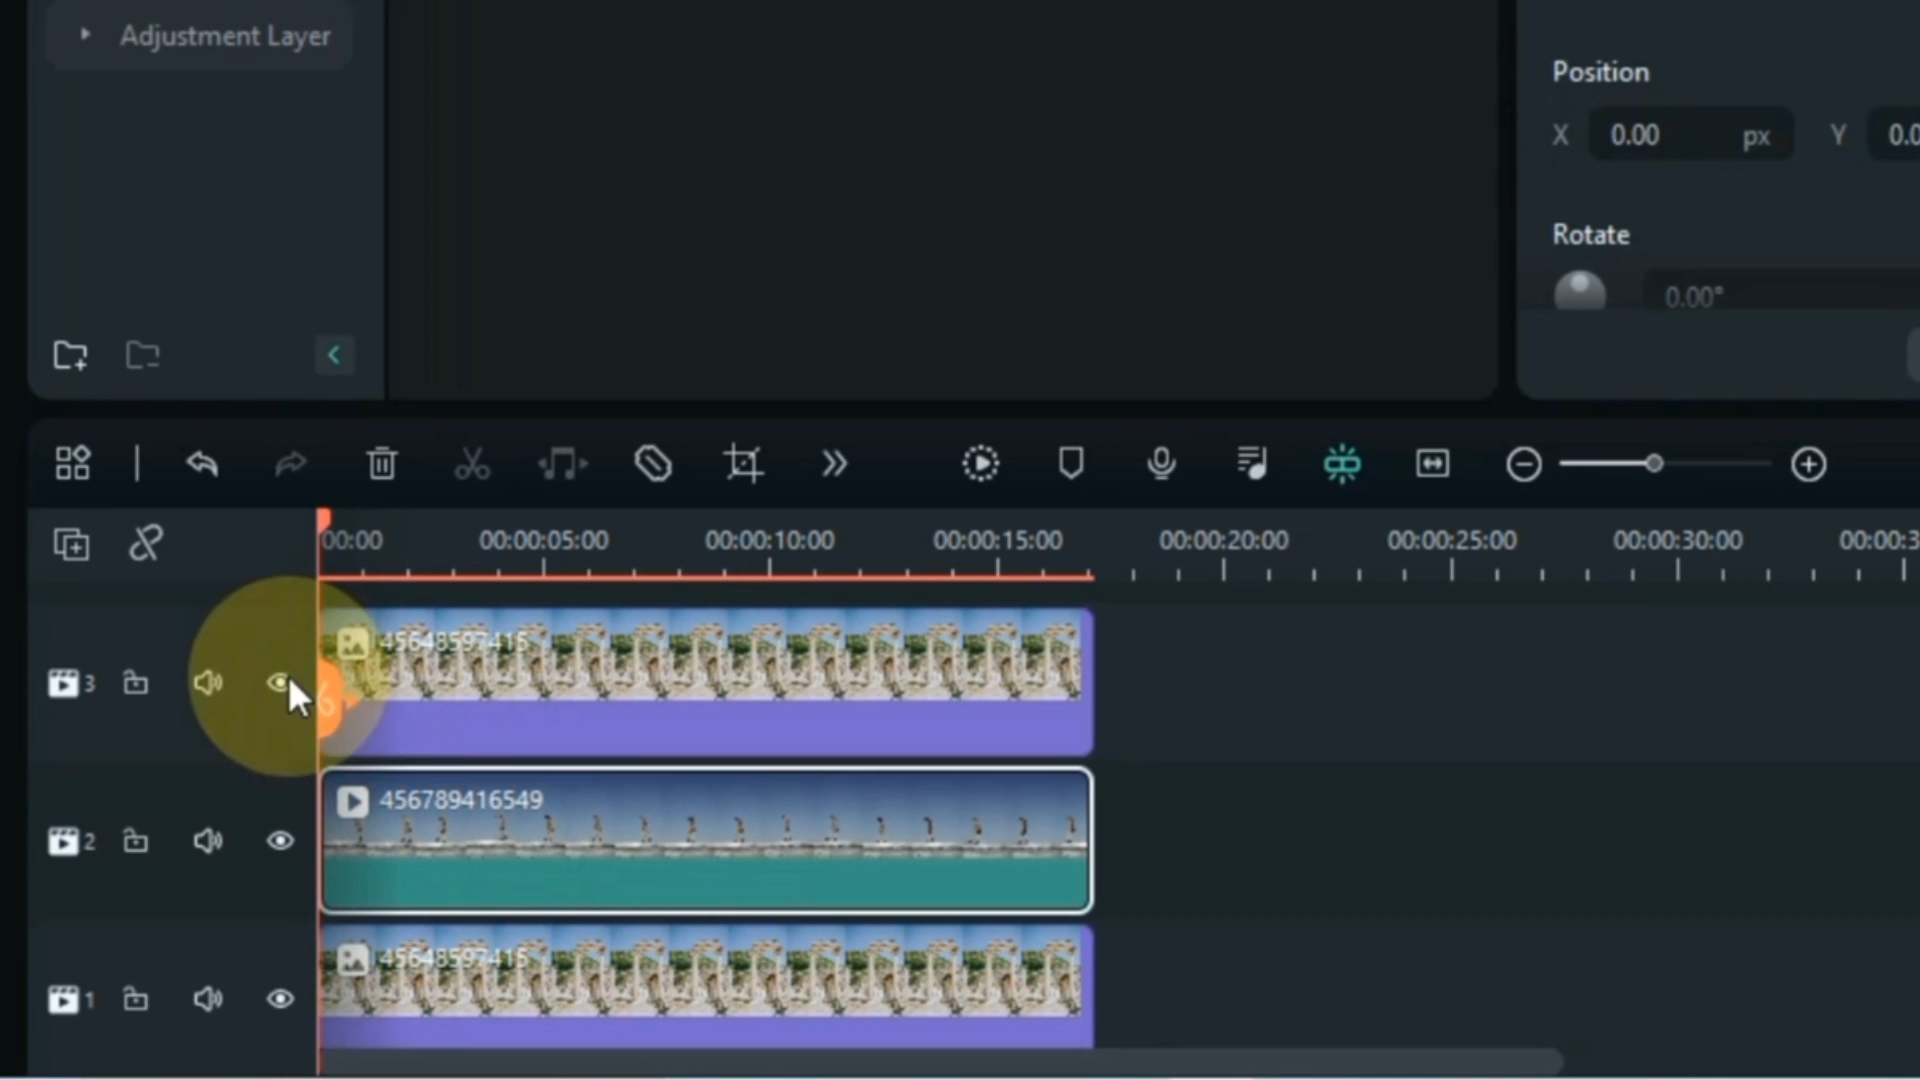 Adjustment Layer
Position
X 0.00 px Y 0.0
Rotate
0.00°
00:00 00:00:05:00 00:00:10:00 00:00:15:00 00:00:20:00 00:00:25:00 00:00:30:00 00:00:3
3 45648597415
2 456789416549
1 45648597415